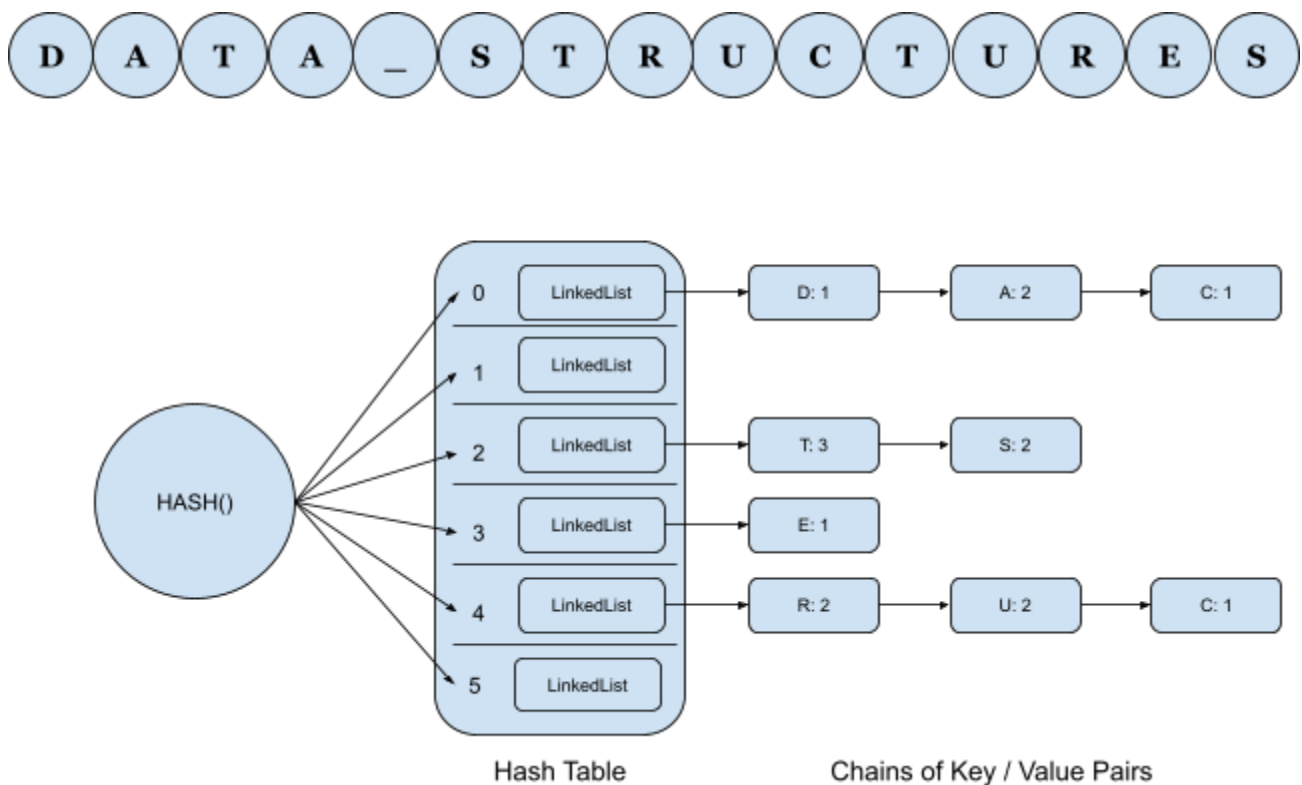 D A T A _ S T R U C T U R E S
0 LinkedList D: 1 A: 2 C: 1
1 LinkedList
2 LinkedList T: 3 S: 2
HASH()
3 LinkedList E: 1
4 LinkedList R: 2 U: 2 C: 1
5 LinkedList
Hash Table Chains of Key / Value Pairs